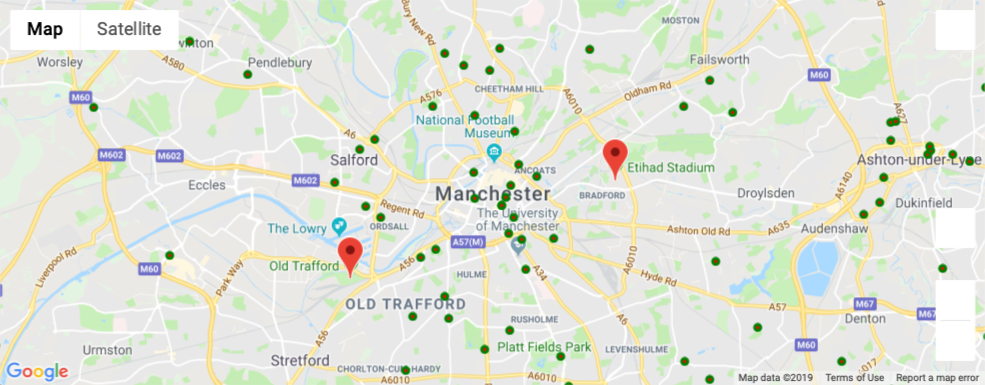 Map
Satellite
MOSTON
Worsley
Pendlebury
Failsworth
A580
Bury New Rd
A6010
M60
M60
CHEETHAM HILL
Oldham Rd
A576
A627
National Football
Museum
A6
M602
M602
Salford
ANCOATS
Etihad Stadium
Ashton-under-Lyne
Eccles
M602
Manchester
BRADFORD
Droylsden
A6140
Dukinfield
Regent Rd
The Lowry
ORDSALL
The University
of Manchester
Ashton Old Rd
A635
Audenshaw
Liverpool Rd
A57(M)
M60
Old Trafford
A56
HULME
A34
A6010
Hyde Rd
Park Way
OLD TRAFFORD
A57
M67
M67
Denton
RUSHOLME
A6
A56
Urmston
Stretford
Platt Fields Park
LEVENSHULME
M60
CHORLTON-CUM-HARDY
A6010
A6010
A6
A6017
Google
Map data ©2019
Terms of Use
Report a map error